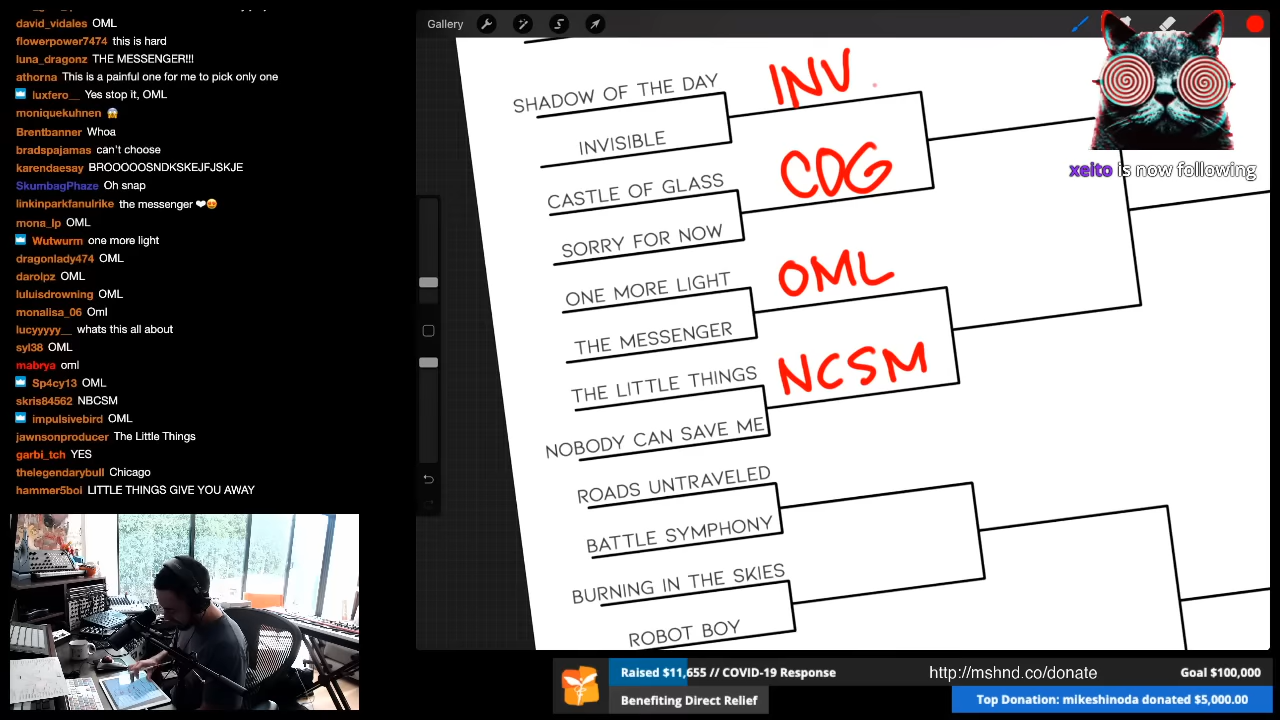 david_vidales OML
flowerpower7474 this is hard
luna_dragonz THE MESSENGER!!!
athorna This is a painful one for me to pick only one
luxfero__ Yes stop it, OML
moniquekuhnen 😱
Brentbanner Whoa
bradspajamas can't choose
karendaesay BROOOOOSNDKSKEJFJSKJE
SkumbagPhaze Oh snap
linkinparkfanulrike the messenger ❤😍
mona_lp OML
Wutwurm one more light
dragonlady474 OML
daroipz OML
luluisdrowning OML
monalisa_06 Oml
lucyyyyy__ whats this all about
syl38 OML
mabrya oml
Sp4cy13 OML
skris84562 NBCSM
impulsivebird OML
jawnsonproducer The Little Things
garbi_tch YES
thelegendarybull Chicago
hammer5boi LITTLE THINGS GIVE YOU AWAY
Gallery
SHADOW OF THE DAY
INVISIBLE
INV
CASTLE OF GLASS
SORRY FOR NOW
COG
ONE MORE LIGHT
THE MESSENGER
OML
THE LITTLE THINGS
NOBODY CAN SAVE ME
NCSM
ROADS UNTRAVELED
BATTLE SYMPHONY
BURNING IN THE SKIES
ROBOT BOY
xeito is now following
Raised $11,655 // COVID-19 Response
http://mshnd.co/donate
Goal $100,000
Benefiting Direct Relief
Top Donation: mikeshinoda donated $5,000.00